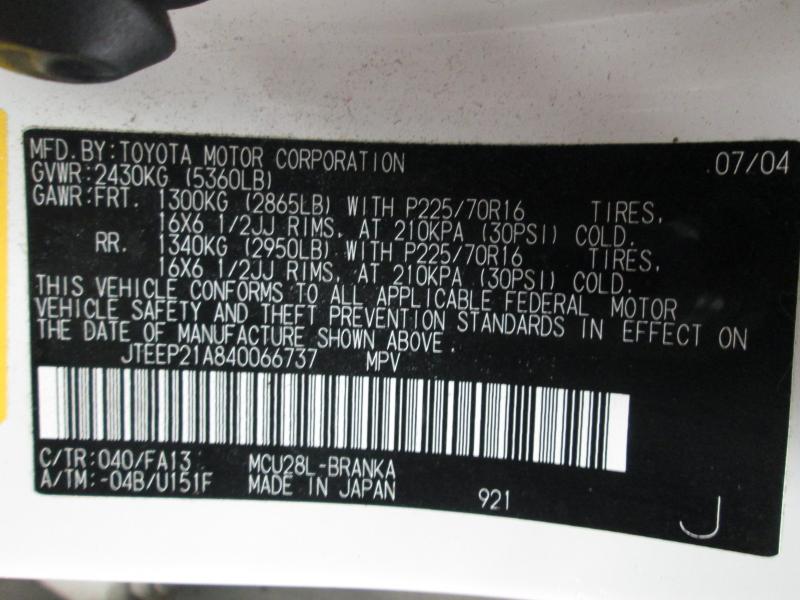 MFD. BY: TOYOTA MOTOR CORPORATION 07/04
GVWR: 2430KG (5360LB)
GAWR: FRT. 1300KG (2865LB) WITH P225/70R16 TIRES,
16X6 1/2JJ RIMS, AT 210KPA (30PSI) COLD.
RR. 1340KG (2950LB) WITH P225/70R16 TIRES,
16X6 1/2JJ RIMS, AT 210KPA (30PSI) COLD.
THIS VEHICLE CONFORMS TO ALL APPLICABLE FEDERAL MOTOR
VEHICLE SAFETY AND THEFT PREVENTION STANDARDS IN EFFECT ON
THE DATE OF MANUFACTURE SHOWN ABOVE.
JTEEP21A840066737 MPV
C/TR: 040/FA13 MCU28L-BRANKA
A/TM: -04B/U151F MADE IN JAPAN 921 J